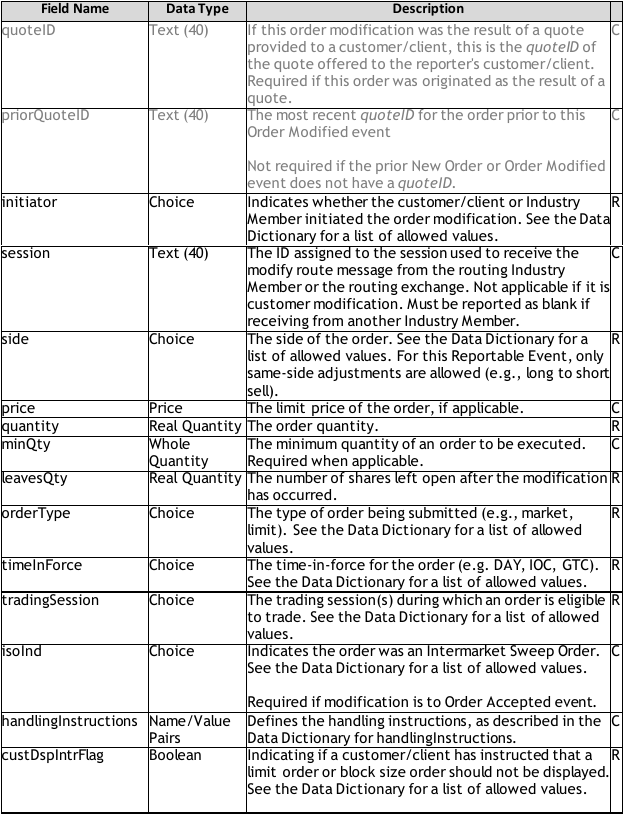 Field Name Data Type Description
quoteID Text (40) If this order modification was the result of a quote C
provided to a customer/client, this is the quoteID of
the quote offered to the reporter's customer/client.
Required if this order was originated as the result of a
quote.
priorQuoteID Text (40) The most recent quoteID for the order prior to this C
Order Modified event
Not required if the prior New Order or Order Modified
event does not have a quoteID.
initiator Choice Indicates whether the customer/client or Industry R
Member initiated the order modification. See the Data
Dictionary for a list of allowed values.
session Text (40) The ID assigned to the session used to receive the C
modify route message from the routing Industry
Member or the routing exchange. Not applicable if it is
customer modification. Must be reported as blank if
receiving from another Industry Member.
side Choice The side of the order. See the Data Dictionary for a R
list of allowed values. For this Reportable Event, only
same-side adjustments are allowed (e.g., long to short
sell).
price Price The limit price of the order, if applicable. C
quantity Real Quantity The order quantity. R
minQty Whole The minimum quantity of an order to be executed. C
Quantity Required when applicable.
leavesQty Real Quantity The number of shares left open after the modification R
has occurred.
orderType Choice The type of order being submitted (e.g., market, R
limit). See the Data Dictionary for a list of allowed
values.
timeInForce Choice The time-in-force for the order (e.g. DAY, IOC, GTC). R
See the Data Dictionary for a list of allowed values.
tradingSession Choice The trading session(s) during which an order is eligible R
to trade. See the Data Dictionary for a list of allowed
values.
isoInd Choice Indicates the order was an Intermarket Sweep Order. C
See the Data Dictionary for a list of allowed values.
Required if modification is to Order Accepted event.
handlingInstructions Name/Value Defines the handling instructions, as described in the C
Pairs Data Dictionary for handlingInstructions.
custDspIntrFlag Boolean Indicating if a customer/client has instructed that a R
limit order or block size order should not be displayed.
See the Data Dictionary for a list of allowed values.